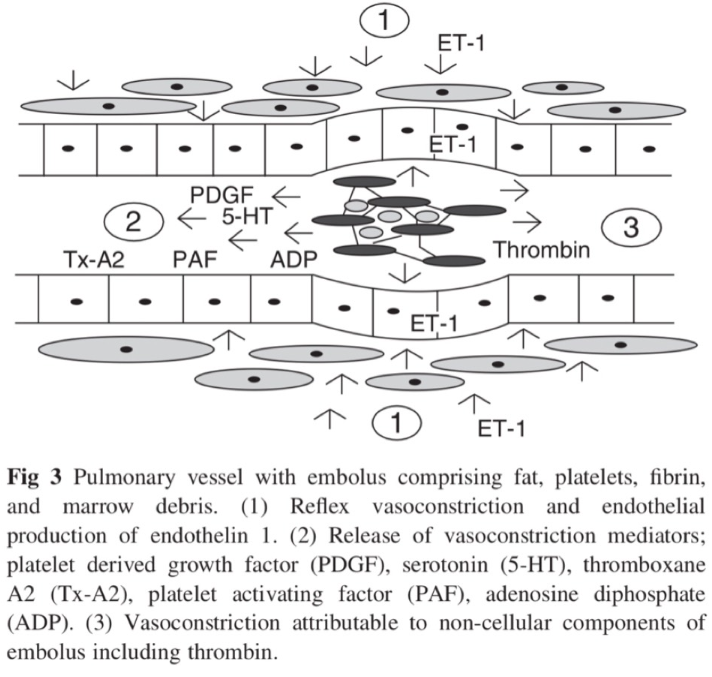 1
ET-1
ET-1
PDGF
5-HT
2
3
Tx-A2 PAF ADP
Thrombin
ET-1
1
ET-1
Fig 3 Pulmonary vessel with embolus comprising fat, platelets, fibrin,
and marrow debris. (1) Reflex vasoconstriction and endothelial
production of endothelin 1. (2) Release of vasoconstriction mediators;
platelet derived growth factor (PDGF), serotonin (5-HT), thromboxane
A2 (Tx-A2), platelet activating factor (PAF), adenosine diphosphate
(ADP). (3) Vasoconstriction attributable to non-cellular components of
embolus including thrombin.